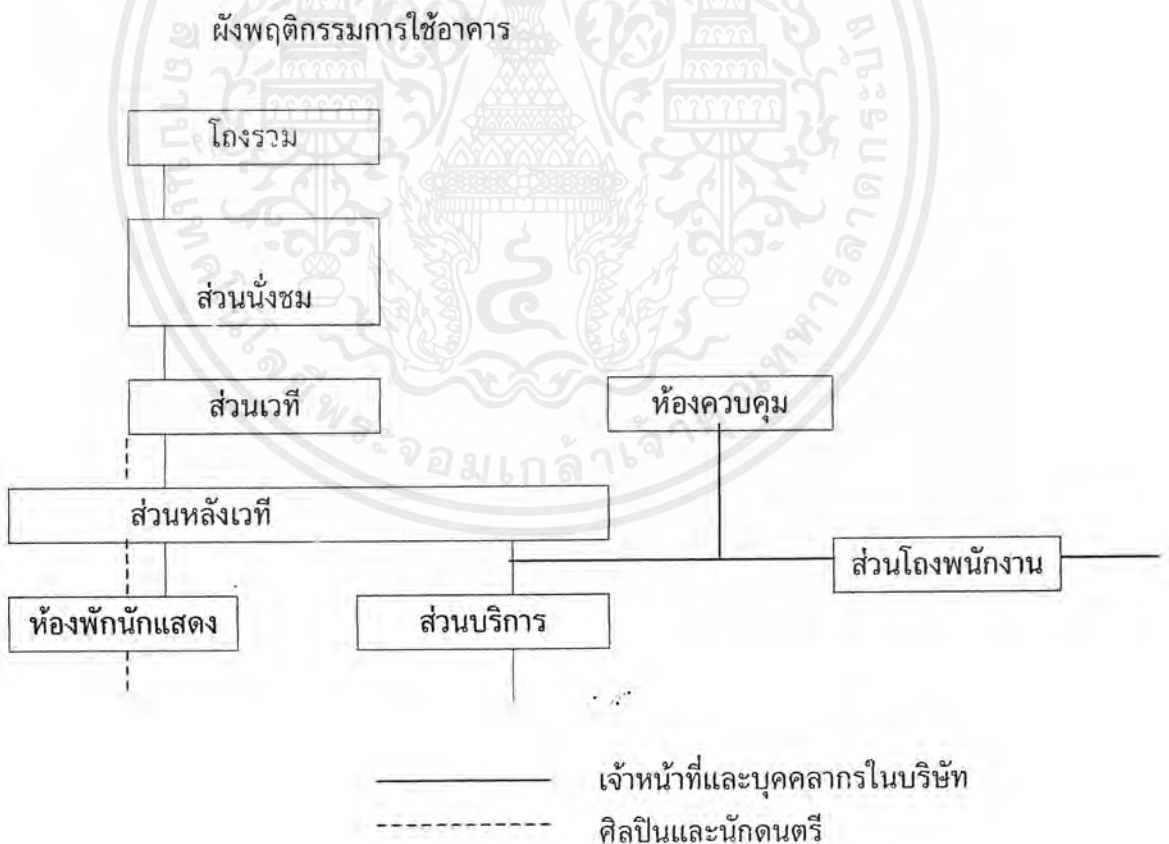 ผังพฤติกรรมการใช้อาคาร
โถงรวม
ส่วนนั่งชม
ส่วนเวที
ห้องควบคุม
ส่วนหลังเวที
ส่วนโถงพนักงาน
ห้องพักนักแสดง
ส่วนบริการ
เจ้าหน้าที่และบุคคลากรในบริษัท
ศิลปินและนักดนตรี